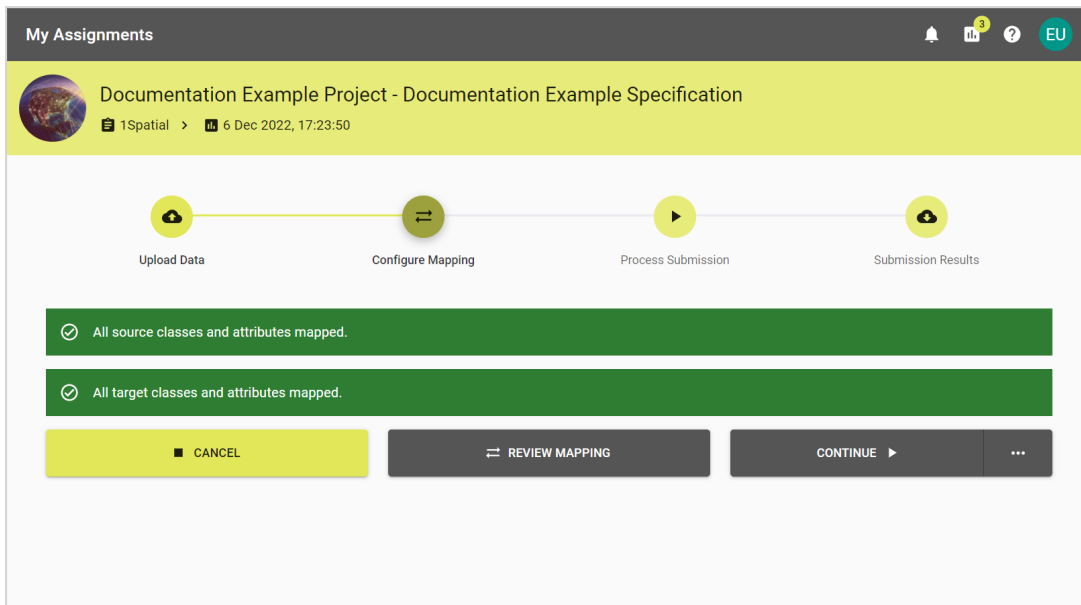 My Assignments
3
EU
Documentation Example Project - Documentation Example Specification
1Spatial > 6 Dec 2022, 17:23:50
Upload Data
Configure Mapping
Process Submission
Submission Results
All source classes and attributes mapped.
All target classes and attributes mapped.
CANCEL
REVIEW MAPPING
CONTINUE
...